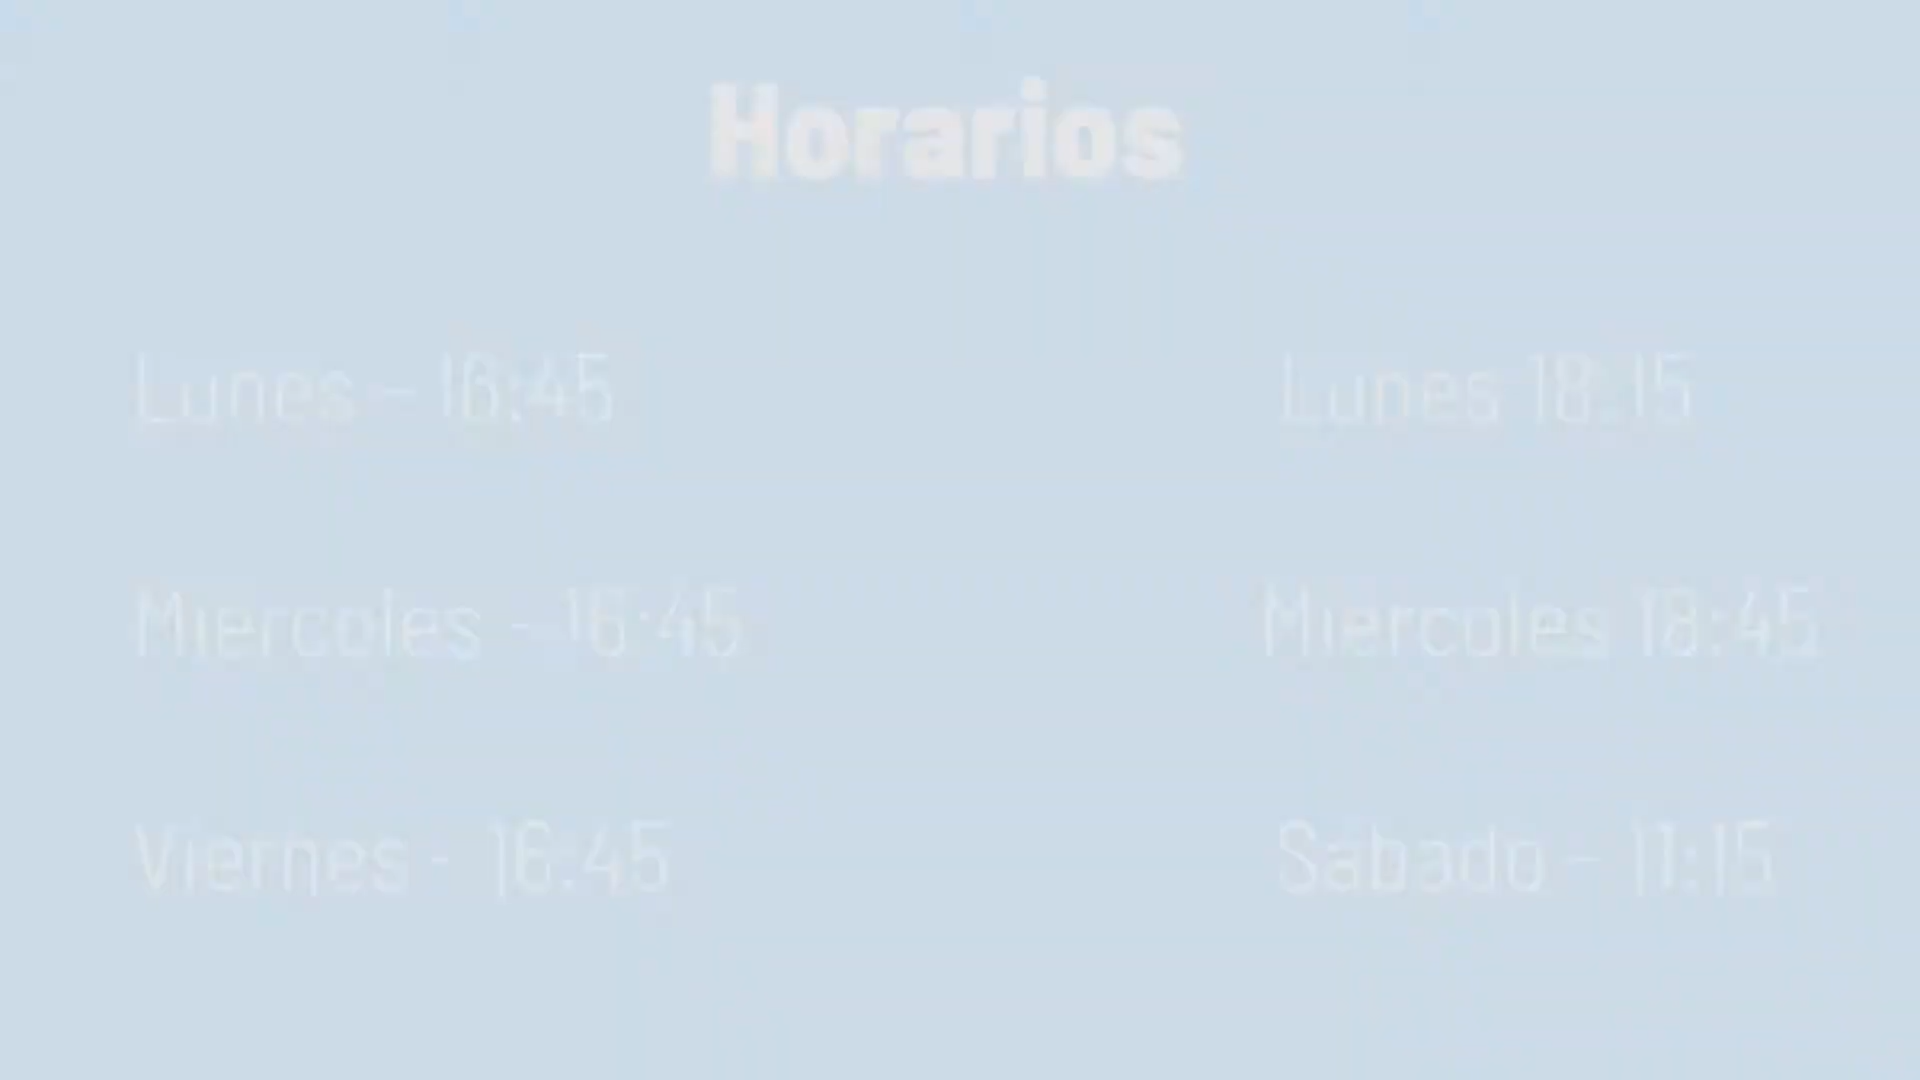 Horarios
Lunes - 16:45
Lunes 18:15
Miercoles - 16:45
Miercoles 18:45
Viernes - 16:45
Sabado - 11:15